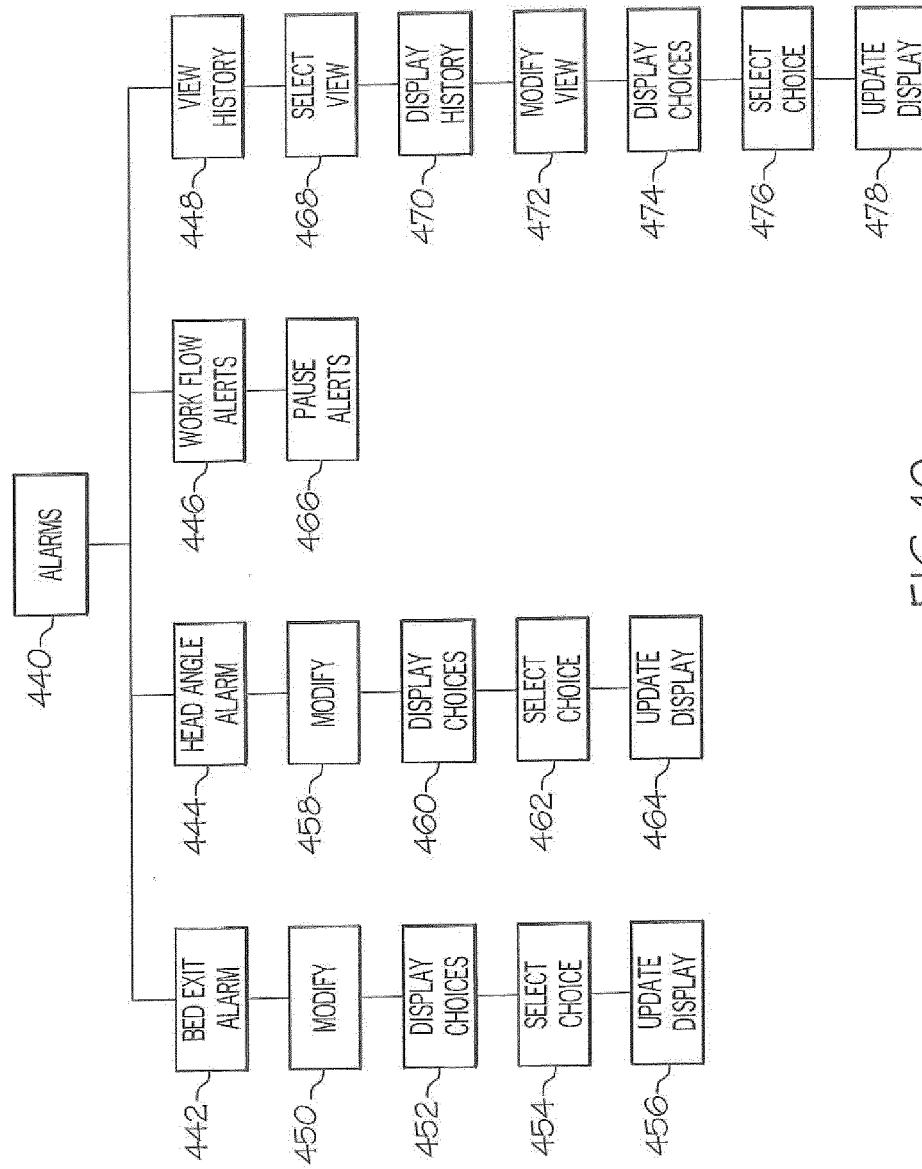 440
ALARMS
442
BED EXIT
ALARM
450
MODIFY
452
DISPLAY
CHOICES
454
SELECT
CHOICE
456
UPDATE
DISPLAY
444
HEAD ANGLE
ALARM
458
MODIFY
460
DISPLAY
CHOICES
462
SELECT
CHOICE
464
UPDATE
DISPLAY
446
WORK FLOW
ALERTS
466
PAUSE
ALERTS
448
VIEW
HISTORY
468
SELECT
VIEW
470
DISPLAY
HISTORY
472
MODIFY
VIEW
474
DISPLAY
CHOICES
476
SELECT
CHOICE
478
UPDATE
DISPLAY
FIG.